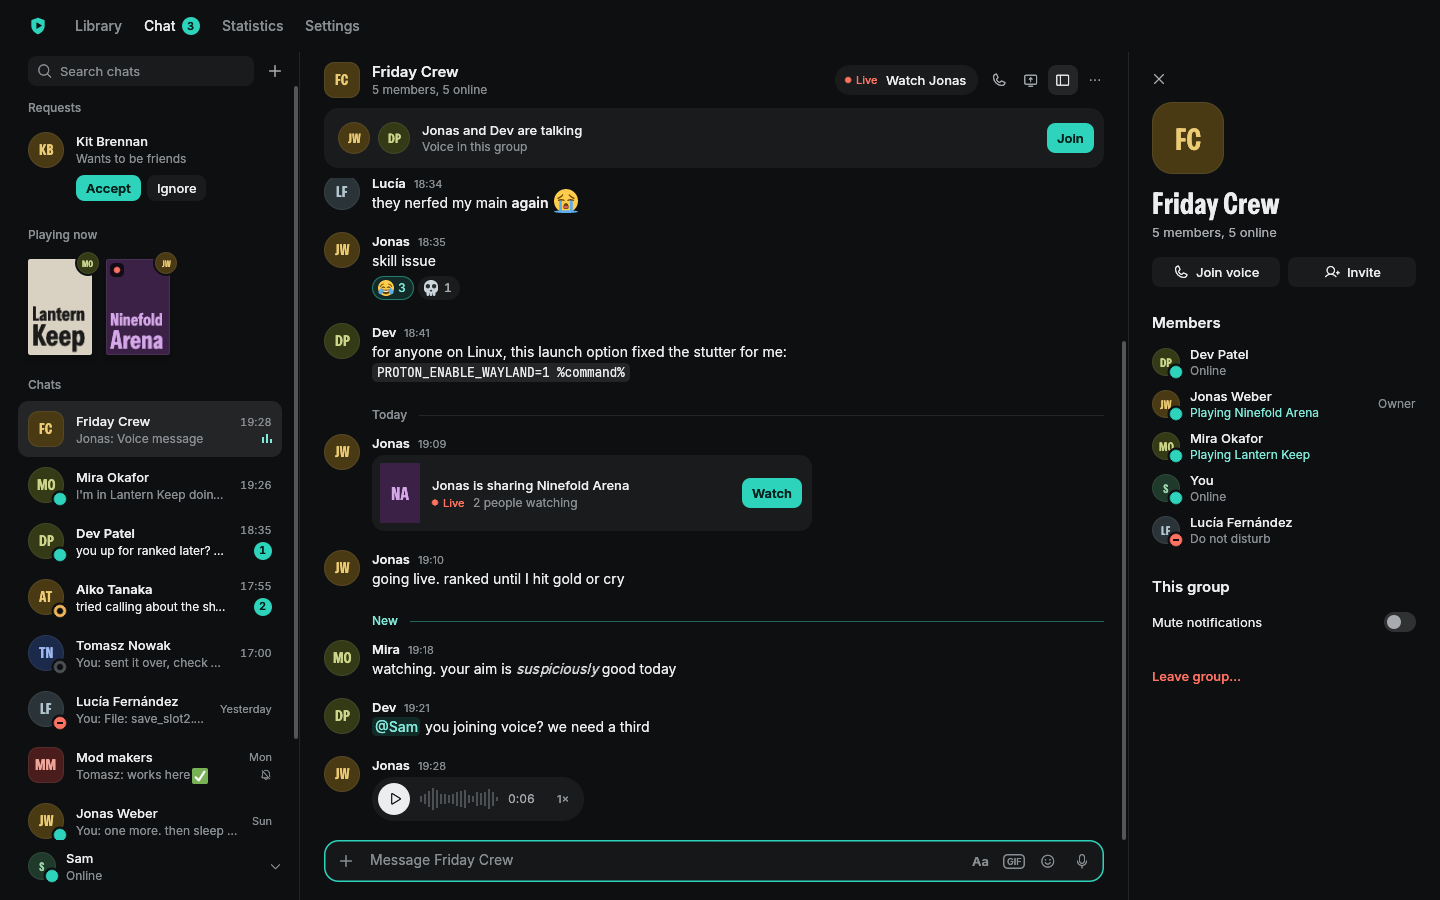 Library
Chat 3
Statistics
Settings
Search chats
Requests
KB
Kit Brennan
Wants to be friends
Accept
Ignore
Playing now
MO
Lantern
Keep
JW
Ninefold
Arena
Chats
FC
Friday Crew
19:28
Jonas: Voice message
MO
Mira Okafor
19:26
I'm in Lantern Keep doin...
DP
Dev Patel
18:35
you up for ranked later? ...
1
AT
Aiko Tanaka
17:55
tried calling about the sh...
2
TN
Tomasz Nowak
17:00
You: sent it over, check ...
LF
Lucía Fernández
Yesterday
You: File: save_slot2....
MM
Mod makers
Mon
Tomasz: works here✅
JW
Jonas Weber
Sun
You: one more. then sleep ...
S
Sam
Online
FC
Friday Crew
5 members, 5 online
Live Watch Jonas
JW
DP
Jonas and Dev are talking
Voice in this group
Join
LF
Lucía 18:34
they nerfed my main again 😭
JW
Jonas 18:35
skill issue
😂 3
💀 1
DP
Dev 18:41
for anyone on Linux, this launch option fixed the stutter for me:
PROTON_ENABLE_WAYLAND=1 %command%
Today
JW
Jonas 19:09
NA
Jonas is sharing Ninefold Arena
Live 2 people watching
Watch
JW
Jonas 19:10
going live. ranked until I hit gold or cry
New
MO
Mira 19:18
watching. your aim is suspiciously good today
DP
Dev 19:21
@Sam you joining voice? we need a third
JW
Jonas 19:28
0:06
1×
Message Friday Crew
Aa
GIF
FC
Friday Crew
5 members, 5 online
Join voice
Invite
Members
DP
Dev Patel
Online
JW
Jonas Weber
Playing Ninefold Arena
Owner
MO
Mira Okafor
Playing Lantern Keep
S
You
Online
LF
Lucía Fernández
Do not disturb
This group
Mute notifications
Leave group...